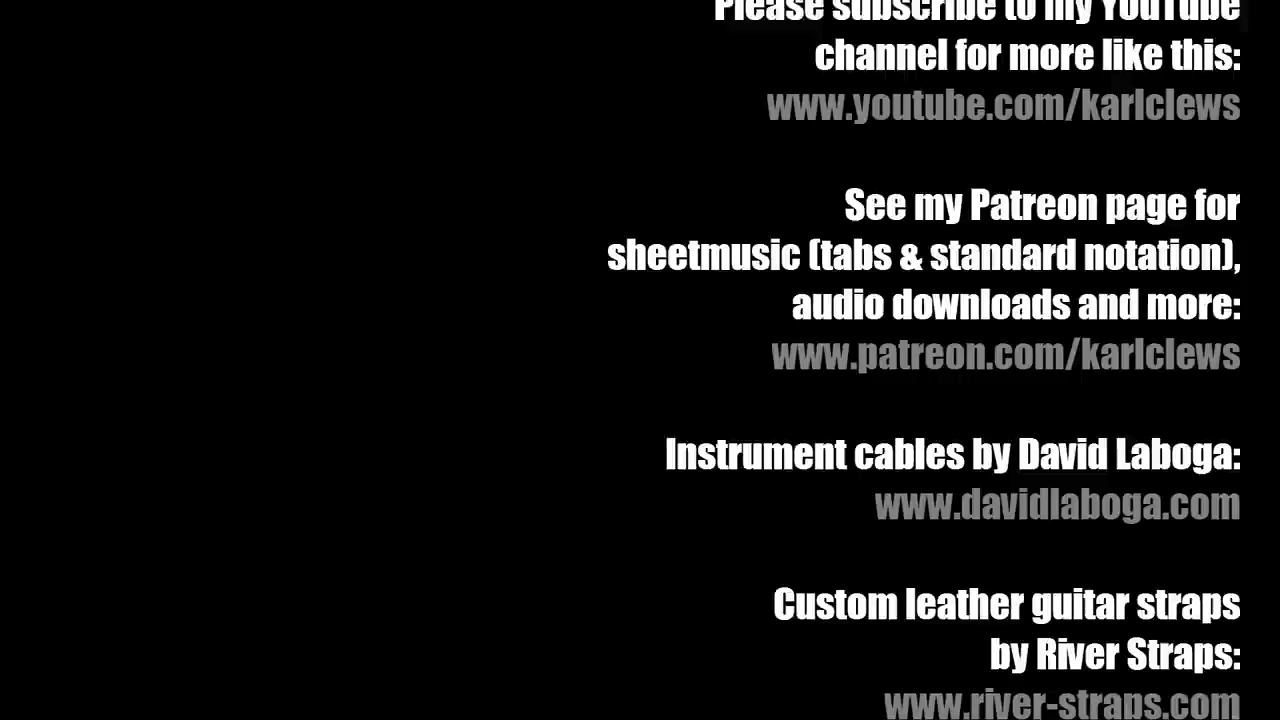 Please subscribe to my YouTube
channel for more like this:
www.youtube.com/karlclews
See my Patreon page for
sheetmusic (tabs & standard notation),
audio downloads and more:
www.patreon.com/karlclews
Instrument cables by David Laboga:
www.davidlaboga.com
Custom leather guitar straps
by River Straps:
www.river-straps.com